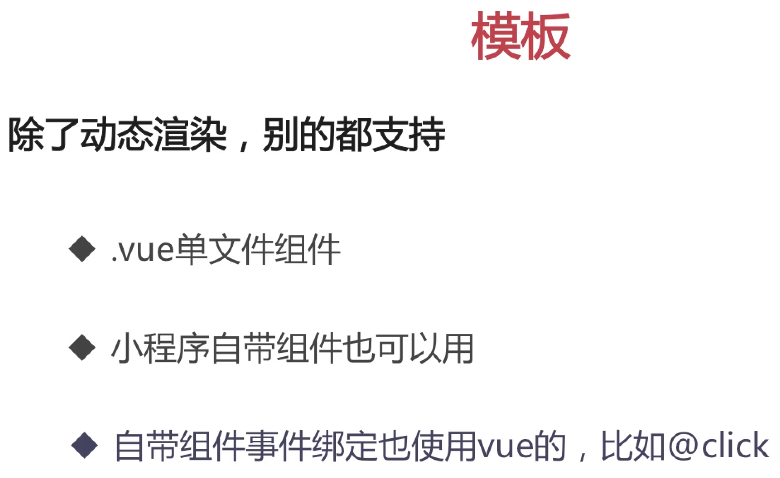 模板
除了动态渲染，别的都支持
◆ .vue单文件组件
◆ 小程序自带组件也可以用
◆ 自带组件事件绑定也使用vue的，比如@click